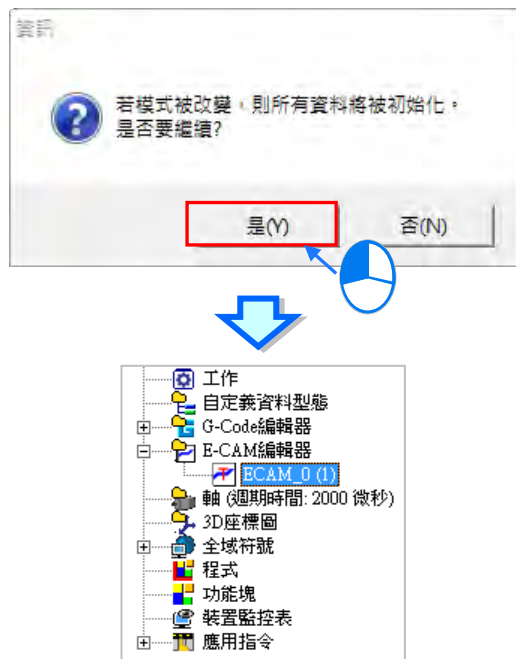 資訊
若模式被改變，則所有資料將被初始化。
是否要繼續?
是(Y)
否(N)
工作
自定義資料型態
G-Code編輯器
E-CAM編輯器
ECAM_0 (1)
軸 (週期時間: 2000 微秒)
3D座標圖
全域符號
程式
功能塊
裝置監控表
應用指令